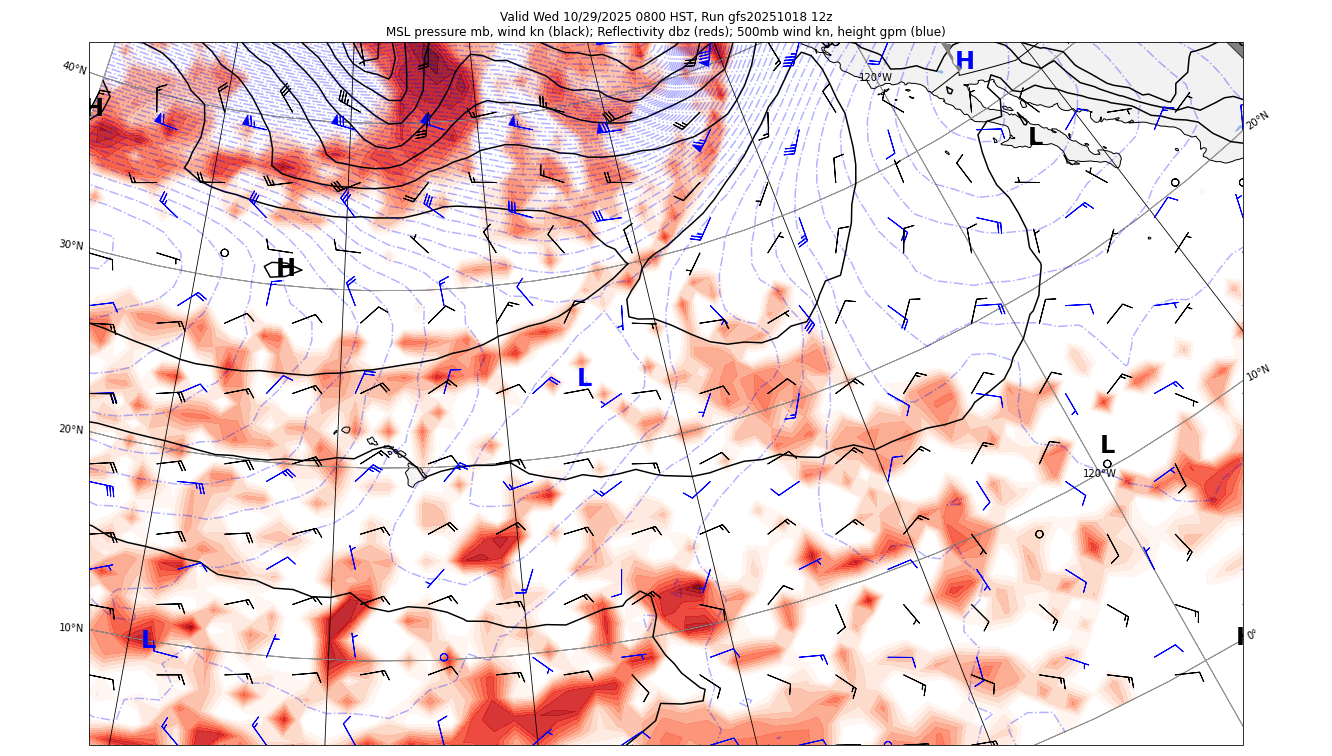 Valid Wed 10/29/2025 0800 HST, Run gfs20251018 12z
MSL pressure mb, wind kn (black); Reflectivity dbz (reds); 500mb wind kn, height gpm (blue)
H
40°N
120°W
H
20°N
L
30°N
H
10°N
L
20°N
L
120°W
10°N
L
0°